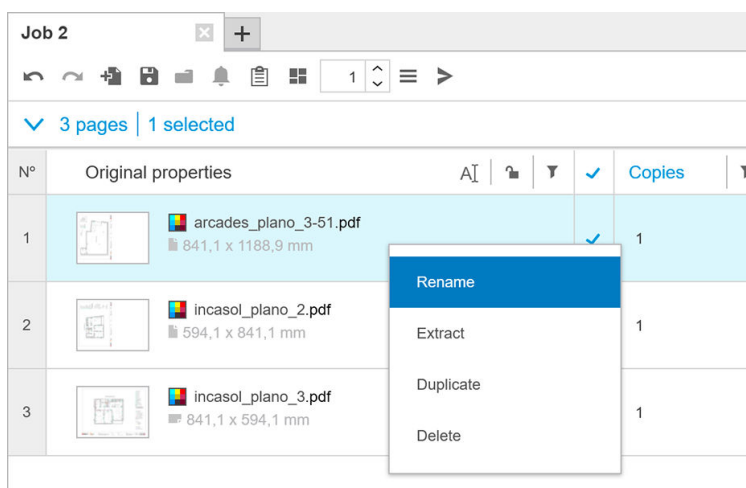 Job 2
1
3 pages 1 selected
Nº Original properties Copies
1 arcades_plano_3-51.pdf 1
841,1 x 1188,9 mm
Rename
2 incasol_plano_2.pdf 1
594,1 x 841,1 mm
Extract
Duplicate
3 incasol_plano_3.pdf 1
841,1 x 594,1 mm
Delete